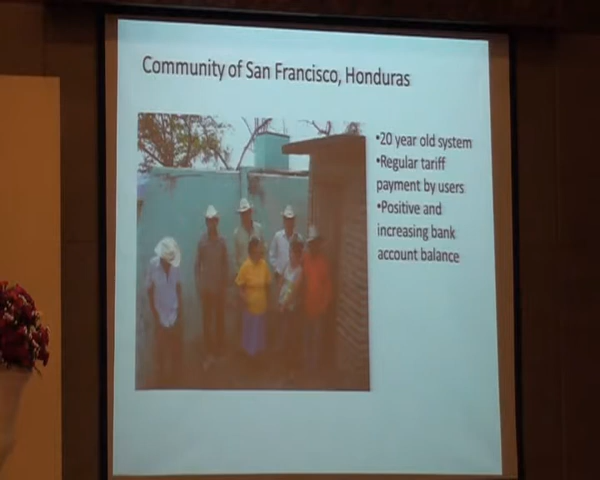 Community of San Francisco, Honduras
•20 year old system
•Regular tariff
payment by users
•Positive and
increasing bank
account balance